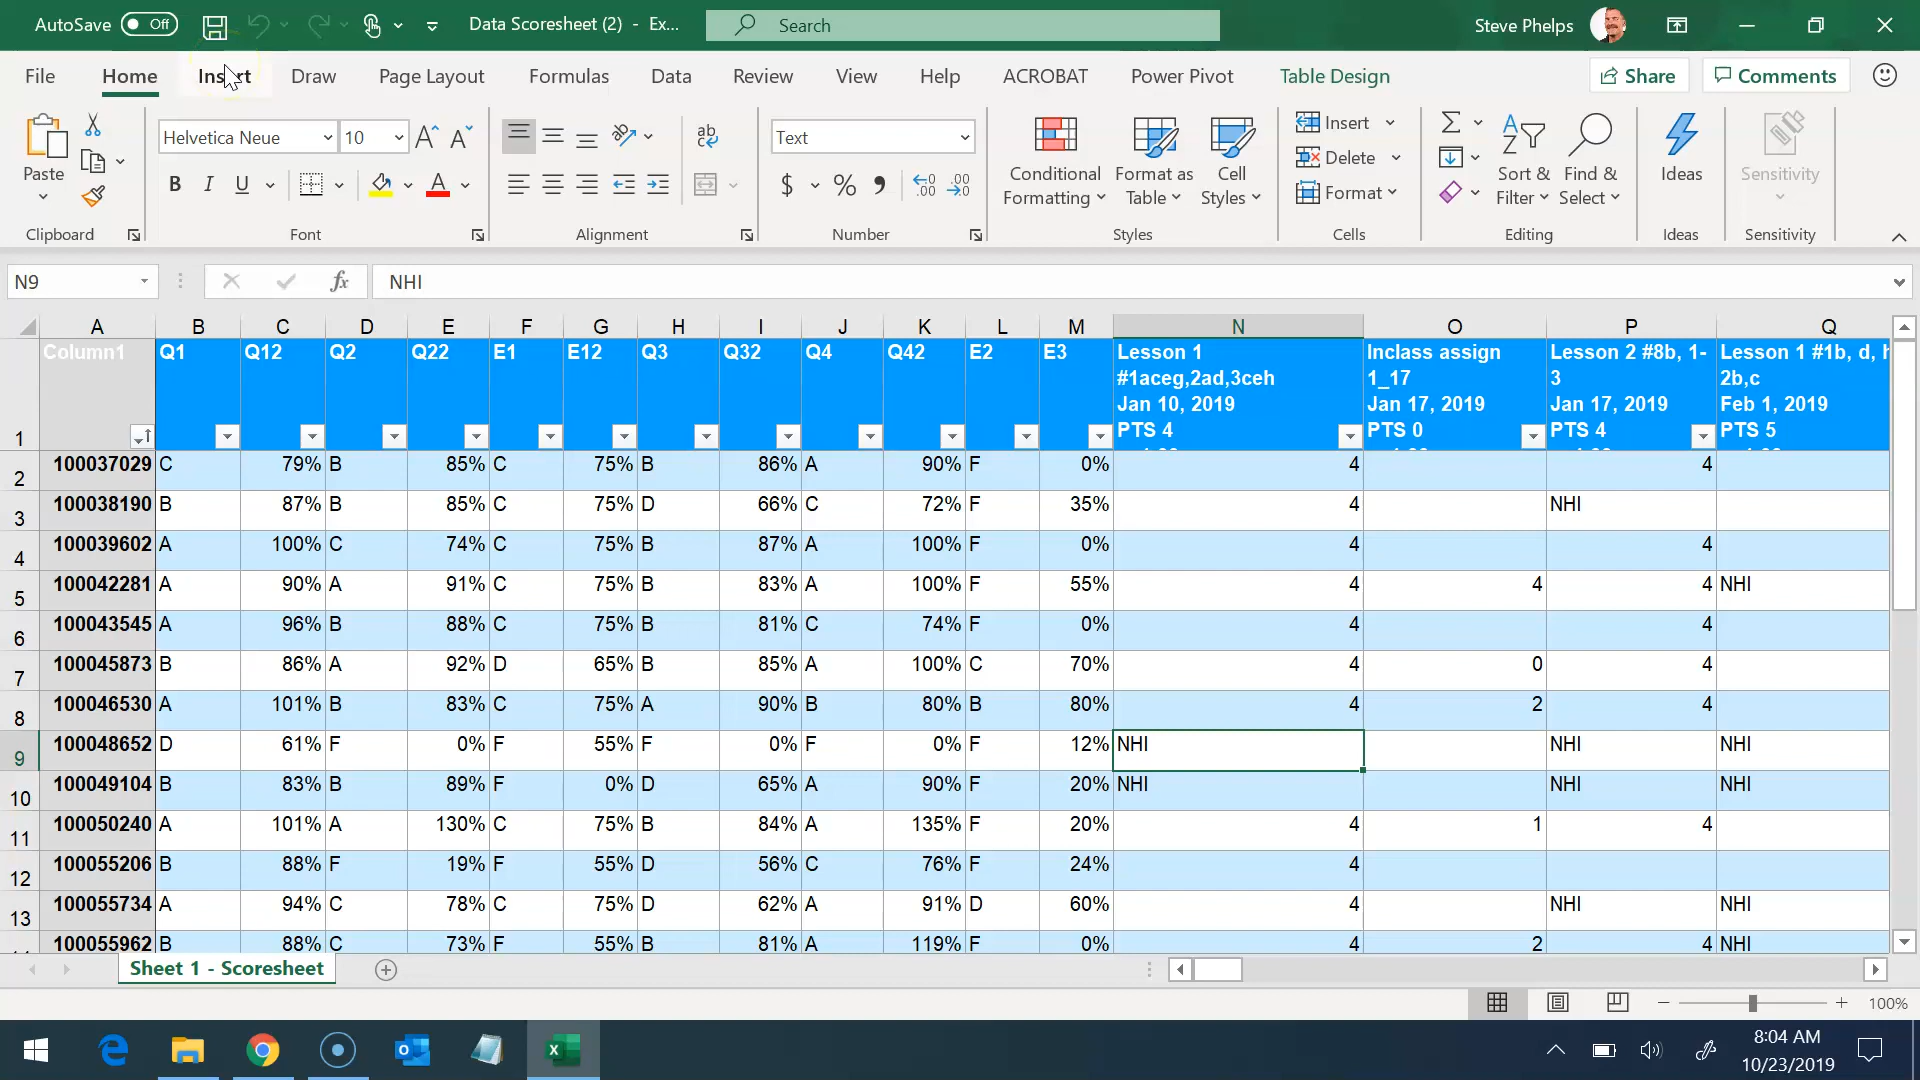 AutoSave Off Data Scoresheet (2) - Ex... Search Steve Phelps
File Home Insert Draw Page Layout Formulas Data Review View Help ACROBAT Power Pivot Table Design Share Comments
Paste Helvetica Neue 10 Text Conditional Formatting Format as Table Cell Styles Insert Delete Format Sort & Filter Find & Select Ideas Sensitivity
Clipboard Font Alignment Number Styles Cells Editing Ideas Sensitivity
N9 fx NHI
A B C D E F G H I J K L M N O P Q
1 Column1 Q1 Q12 Q2 Q22 E1 E12 Q3 Q32 Q4 Q42 E2 E3
Lesson 1
#1aceg,2ad,3ceh
Jan 10, 2019
PTS 4
Inclass assign
1_17
Jan 17, 2019
PTS 0
Lesson 2 #8b, 1-
3
Jan 17, 2019
PTS 4
Lesson 1 #1b, d,
2b,c
Feb 1, 2019
PTS 5
2 100037029 C 79% B 85% C 75% B 86% A 90% F 0% 4 4
3 100038190 B 87% B 85% C 75% D 66% C 72% F 35% 4 NHI
4 100039602 A 100% C 74% C 75% B 87% A 100% F 0% 4 4
5 100042281 A 90% A 91% C 75% B 83% A 100% F 55% 4 4 4 NHI
6 100043545 A 96% B 88% C 75% B 81% C 74% F 0% 4 4
7 100045873 B 86% A 92% D 65% B 85% A 100% C 70% 4 0 4
8 100046530 A 101% B 83% C 75% A 90% B 80% B 80% 4 2 4
9 100048652 D 61% F 0% F 55% F 0% F 0% F 12% NHI NHI NHI
10 100049104 B 83% B 89% F 0% D 65% A 90% F 20% NHI NHI NHI
11 100050240 A 101% A 130% C 75% B 84% A 135% F 20% 4 1 4
12 100055206 B 88% F 19% F 55% D 56% C 76% F 24% 4
13 100055734 A 94% C 78% C 75% D 62% A 91% D 60% 4 NHI NHI
100055962 B 88% C 73% F 55% B 81% A 119% F 0% 4 2 4 NHI
Sheet 1 - Scoresheet
100%
8:04 AM
10/23/2019